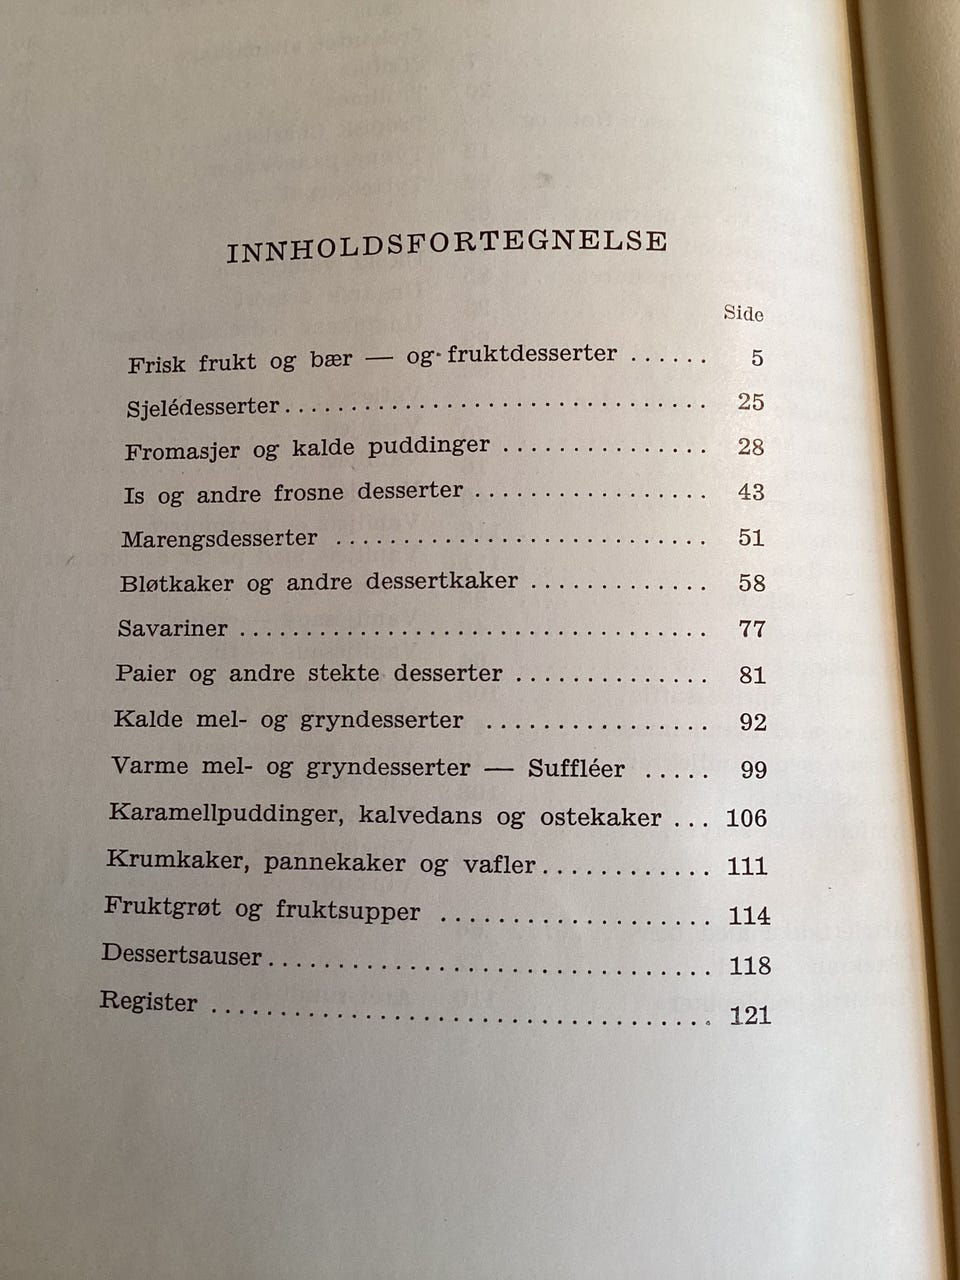 INNHOLDSFORTEGNELSE
Side
Frisk frukt og bær — og fruktdesserter ...... 5
Sjelédesserter................................ 25
Fromasjer og kalde puddinger ................ 28
Is og andre frosne desserter .................. 43
Marengsdesserter ............................ 51
Bløtkaker og andre dessertkaker .............. 58
Savariner .................................... 77
Paier og andre stekte desserter ............... 81
Kalde mel- og gryndesserter ................. 92
Varme mel- og gryndesserter — Suffléer ..... 99
Karamellpuddinger, kalvedans og ostekaker ... 106
Krumkaker, pannekaker og vafler............. 111
Fruktgrøt og fruktsupper .................... 114
Dessertsauser.................................. 118
Register ...................................... 121